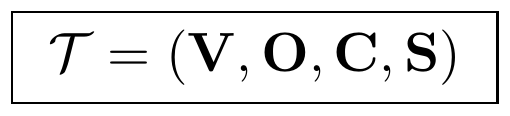 𝒯 = (𝐕, 𝐎, 𝐂, 𝐒)